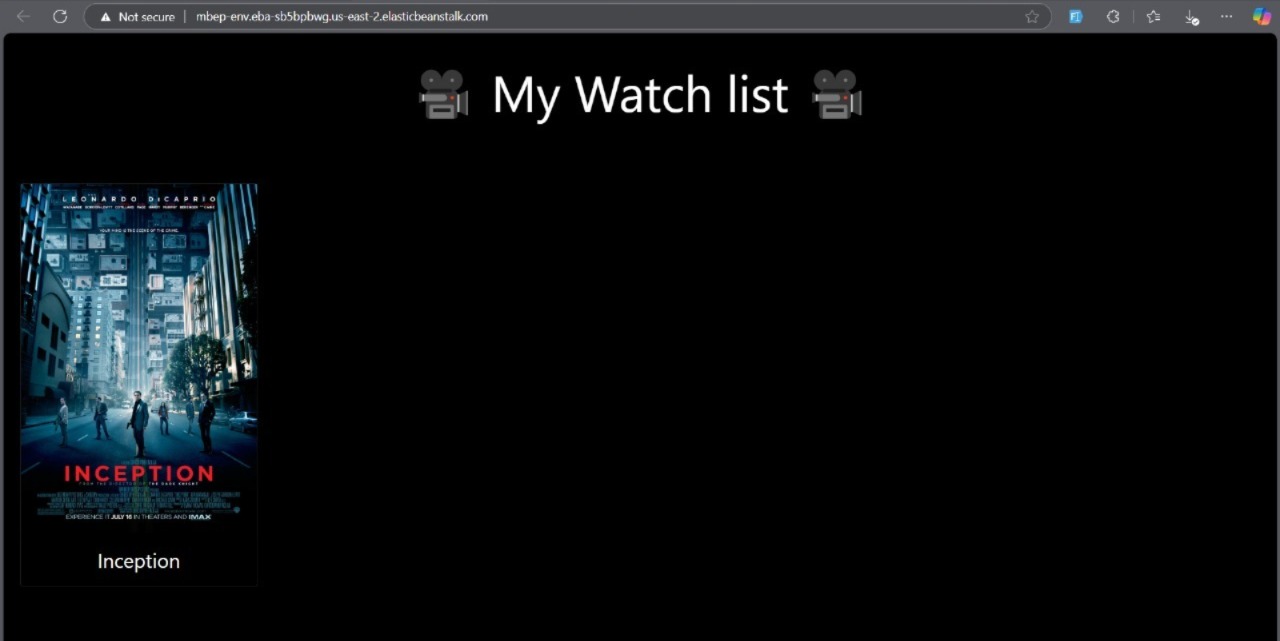 Not secure
mbep-env.eba-sb5bpbwg.us-east-2.elasticbeanstalk.com
My Watch list
LEONARDO DiCAPRIO
YOUR MIND IS THE SCENE OF THE CRIME.
INCEPTION
FROM THE DIRECTOR OF THE DARK KNIGHT
EXPERIENCE IT JULY 16 IN THEATERS AND IMAX
Inception